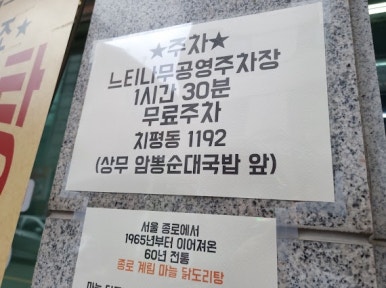 ★주차★
느티나무공영주차장
1시간 30분
무료주차
치평동 1192
(상무 암뽕순대국밥 앞)
서울 종로에서
1965년부터 이어져온
60년 전통
종로 계림 마늘 닭도리탕